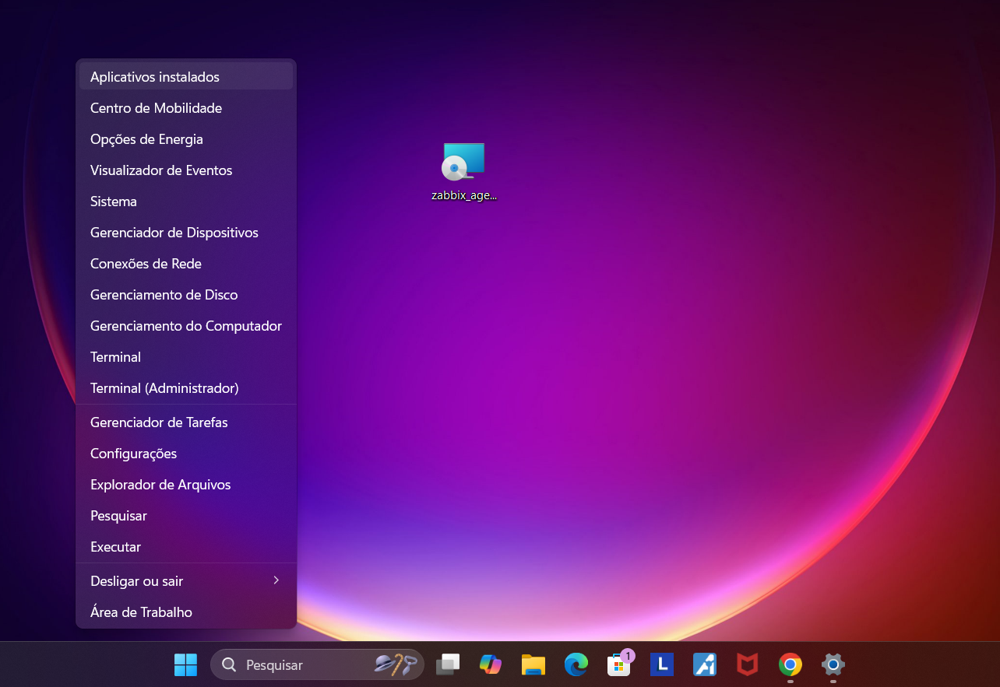 Aplicativos instalados
Centro de Mobilidade
Opções de Energia
Visualizador de Eventos
Sistema
Gerenciador de Dispositivos
Conexões de Rede
Gerenciamento de Disco
Gerenciamento do Computador
Terminal
Terminal (Administrador)
Gerenciador de Tarefas
Configurações
Explorador de Arquivos
Pesquisar
Executar
Desligar ou sair
Área de Trabalho
zabbix_age...
Pesquisar
1
L